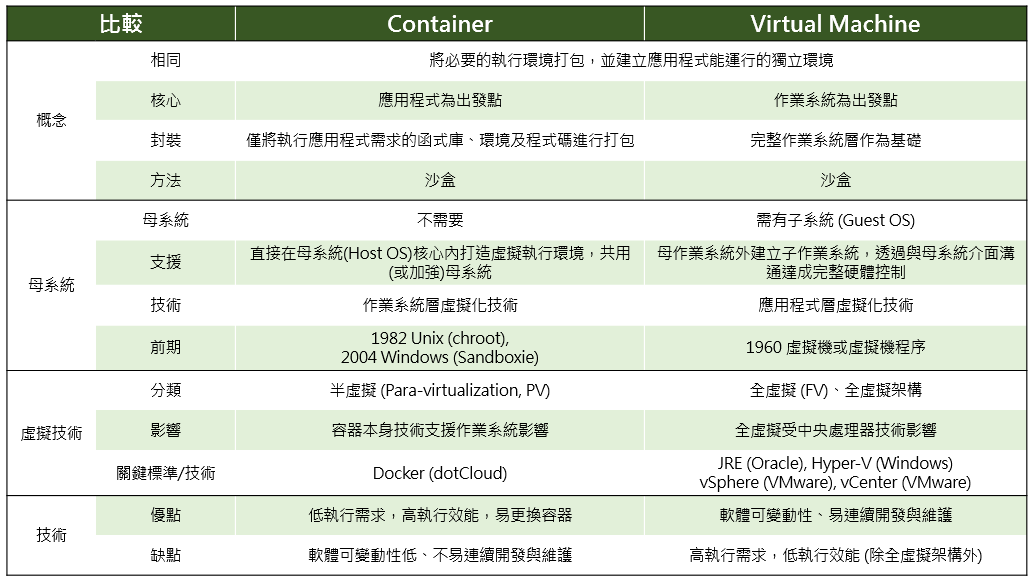 比較 Container Virtual Machine
概念
相同 將必要的執行環境打包，並建立應用程式能運行的獨立環境
核心 應用程式為出發點 作業系統為出發點
封裝 僅將執行應用程式需求的函式庫、環境及程式碼進行打包 完整作業系統層作為基礎
方法 沙盒 沙盒
母系統
母系統 不需要 需有子系統 (Guest OS)
支援 直接在母系統(Host OS)核心內打造虛擬執行環境，共用
(或加強)母系統
母作業系統外建立子作業系統，透過與母系統介面溝
通達成完整硬體控制
技術 作業系統層虛擬化技術 應用程式層虛擬化技術
前期 1982 Unix (chroot),
2004 Windows (Sandboxie)
1960 虛擬機或虛擬機程序
虛擬技術
分類 半虛擬 (Para-virtualization, PV) 全虛擬 (FV)、全虛擬架構
影響 容器本身技術支援作業系統影響 全虛擬受中央處理器技術影響
關鍵標準/技術 Docker (dotCloud) JRE (Oracle), Hyper-V (Windows)
vSphere (VMware), vCenter (VMware)
技術
優點 低執行需求，高執行效能，易更換容器 軟體可變動性、易連續開發與維護
缺點 軟體可變動性低、不易連續開發與維護 高執行需求，低執行效能 (除全虛擬架構外)